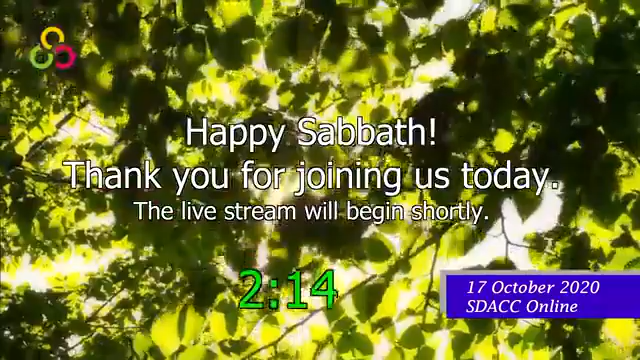 Happy Sabbath!
Thank you for joining us today.
The live stream will begin shortly.
2:14
17 October 2020
SDACC Online